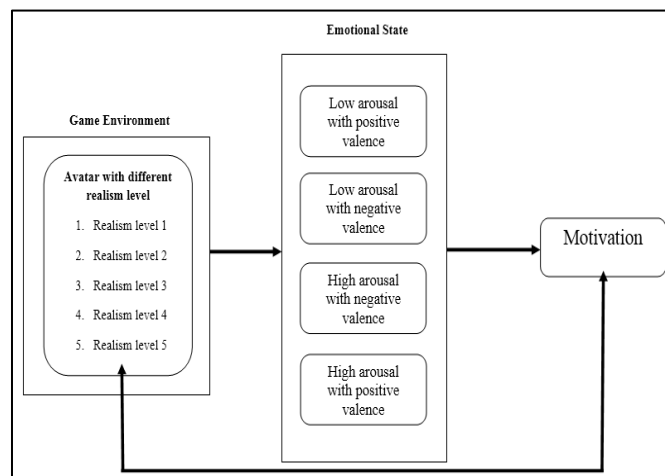 Emotional State
Game Environment
Avatar with different
realism level
1. Realism level 1
2. Realism level 2
3. Realism level 3
4. Realism level 4
5. Realism level 5
Low arousal
with positive
valence
Low arousal
with negative
valence
High arousal
with negative
valence
High arousal
with positive
valence
Motivation